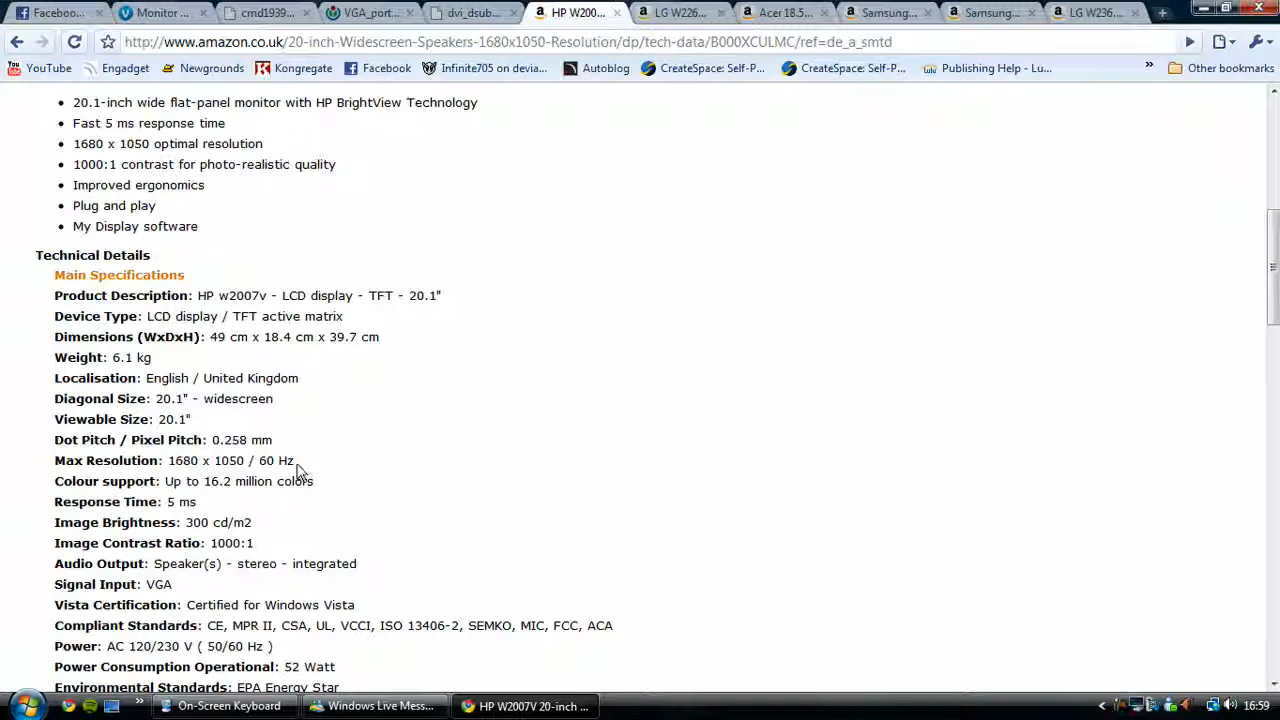 Facebo...
Monitor ...
cmd1939...
VGA_port...
dvi_dsub...
HP W200...
LG W226...
Acer 18.5...
Samsung...
Samsung...
LG W236...
http://www.amazon.co.uk/20-inch-Widescreen-Speakers-1680x1050-Resolution/dp/tech-data/B000XCULMC/ref=de_a_smtd
YouTube
Engadget
Newgrounds
Kongregate
Facebook
Infinite705 on devia...
Autoblog
CreateSpace: Self-P...
CreateSpace: Self-P...
Publishing Help - Lu...
»
Other bookmarks
• 20.1-inch wide flat-panel monitor with HP BrightView Technology
• Fast 5 ms response time
• 1680 x 1050 optimal resolution
• 1000:1 contrast for photo-realistic quality
• Improved ergonomics
• Plug and play
• My Display software
Technical Details
Main Specifications
Product Description: HP w2007v - LCD display - TFT - 20.1"
Device Type: LCD display / TFT active matrix
Dimensions (WxDxH): 49 cm x 18.4 cm x 39.7 cm
Weight: 6.1 kg
Localisation: English / United Kingdom
Diagonal Size: 20.1" - widescreen
Viewable Size: 20.1"
Dot Pitch / Pixel Pitch: 0.258 mm
Max Resolution: 1680 x 1050 / 60 Hz
Colour support: Up to 16.2 million colors
Response Time: 5 ms
Image Brightness: 300 cd/m2
Image Contrast Ratio: 1000:1
Audio Output: Speaker(s) - stereo - integrated
Signal Input: VGA
Vista Certification: Certified for Windows Vista
Compliant Standards: CE, MPR II, CSA, UL, VCCI, ISO 13406-2, SEMKO, MIC, FCC, ACA
Power: AC 120/230 V ( 50/60 Hz )
Power Consumption Operational: 52 Watt
Environmental Standards: EPA Energy Star
»
On-Screen Keyboard
Windows Live Mess...
HP W2007V 20-inch ...
16:59